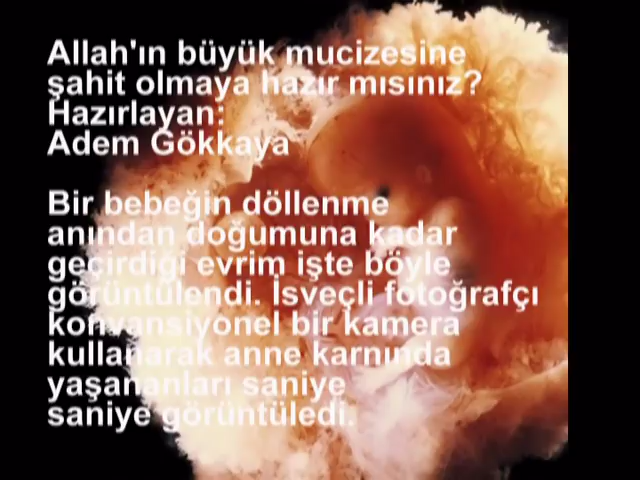 Allah'ın büyük mucizesine
şahit olmaya hazır mısınız?
Hazırlayan:
Adem Gökkaya
Bir bebeğin döllenme
anından doğumuna kadar
geçirdiği evrim işte böyle
görüntülendi. İsveçli fotoğrafçı
konvansiyonel bir kamera
kullanarak anne karnında
yaşananları saniye
saniye görüntüledi.